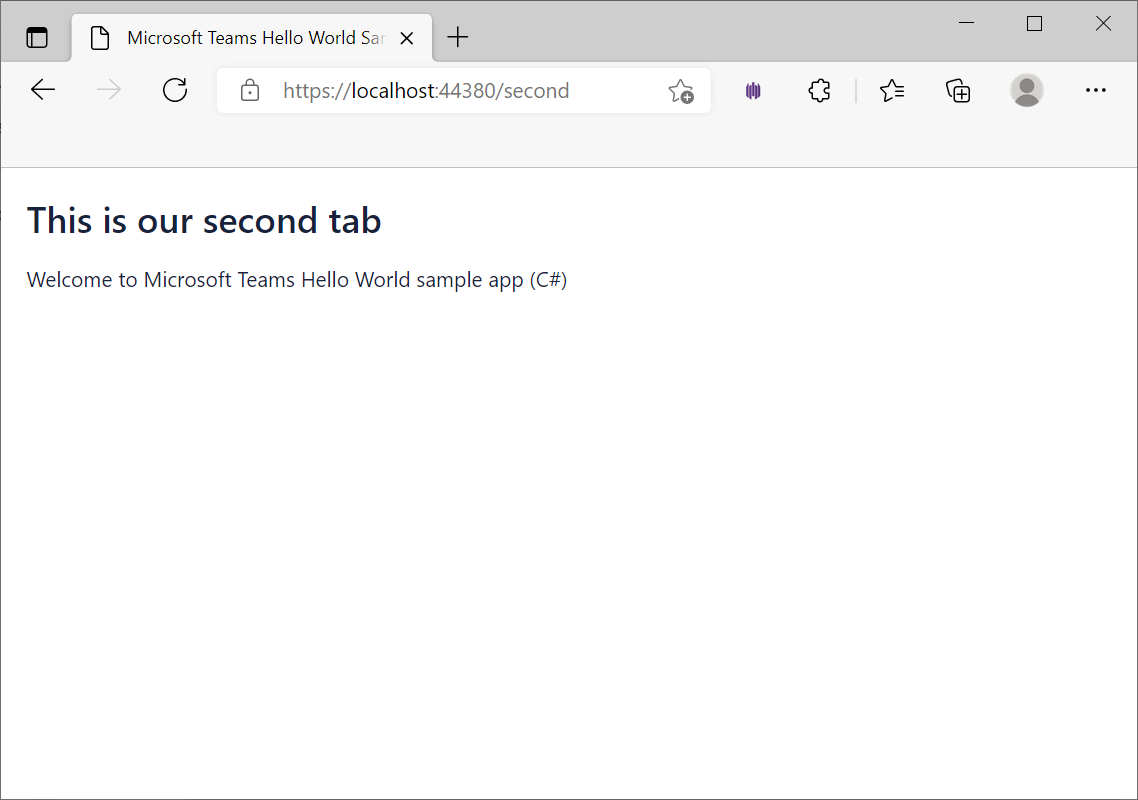 Microsoft Teams Hello World Sa
https://localhost:44380/second
This is our second tab
Welcome to Microsoft Teams Hello World sample app (C#)